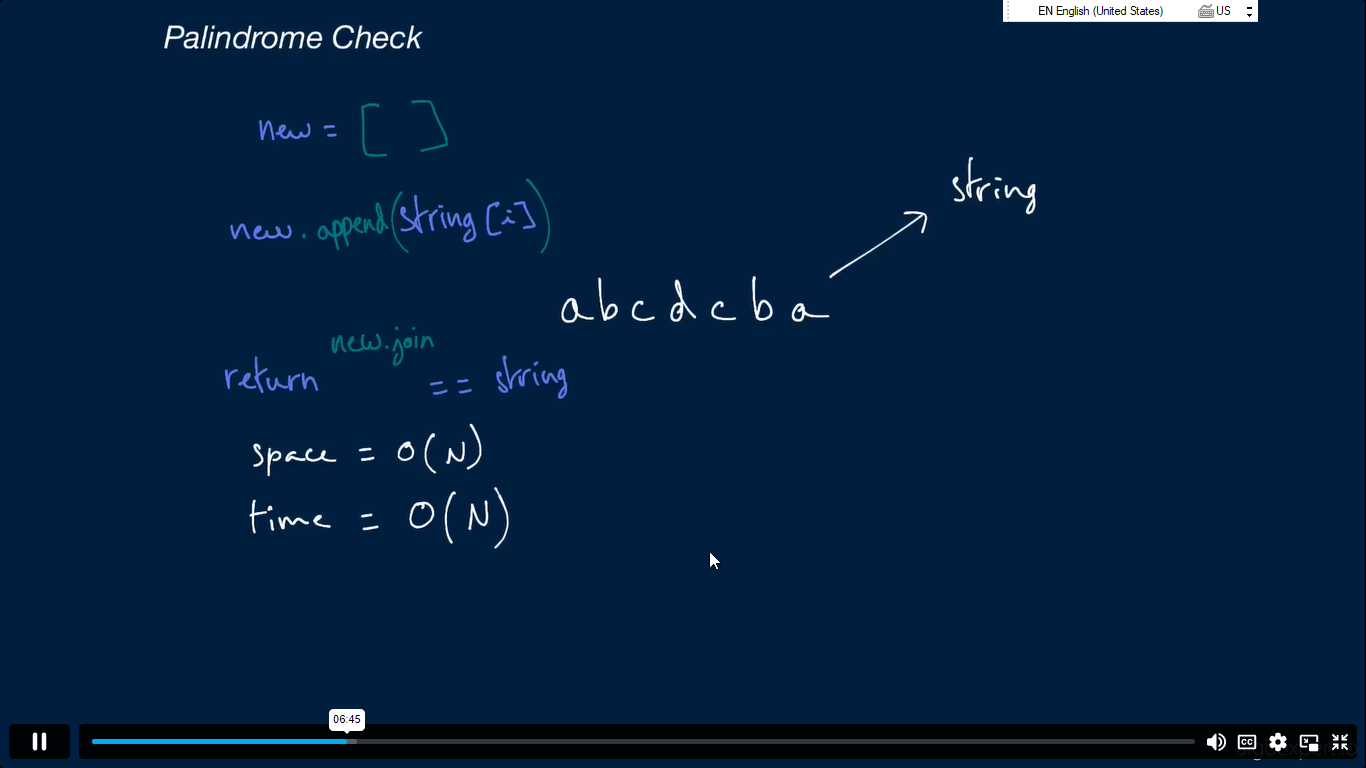 EN English (United States) US
Palindrome Check
new = [ ]
string
new.append(string[i])
abcdcba
new.join
return == string
space = O(N)
time = O(N)
06:45
CC